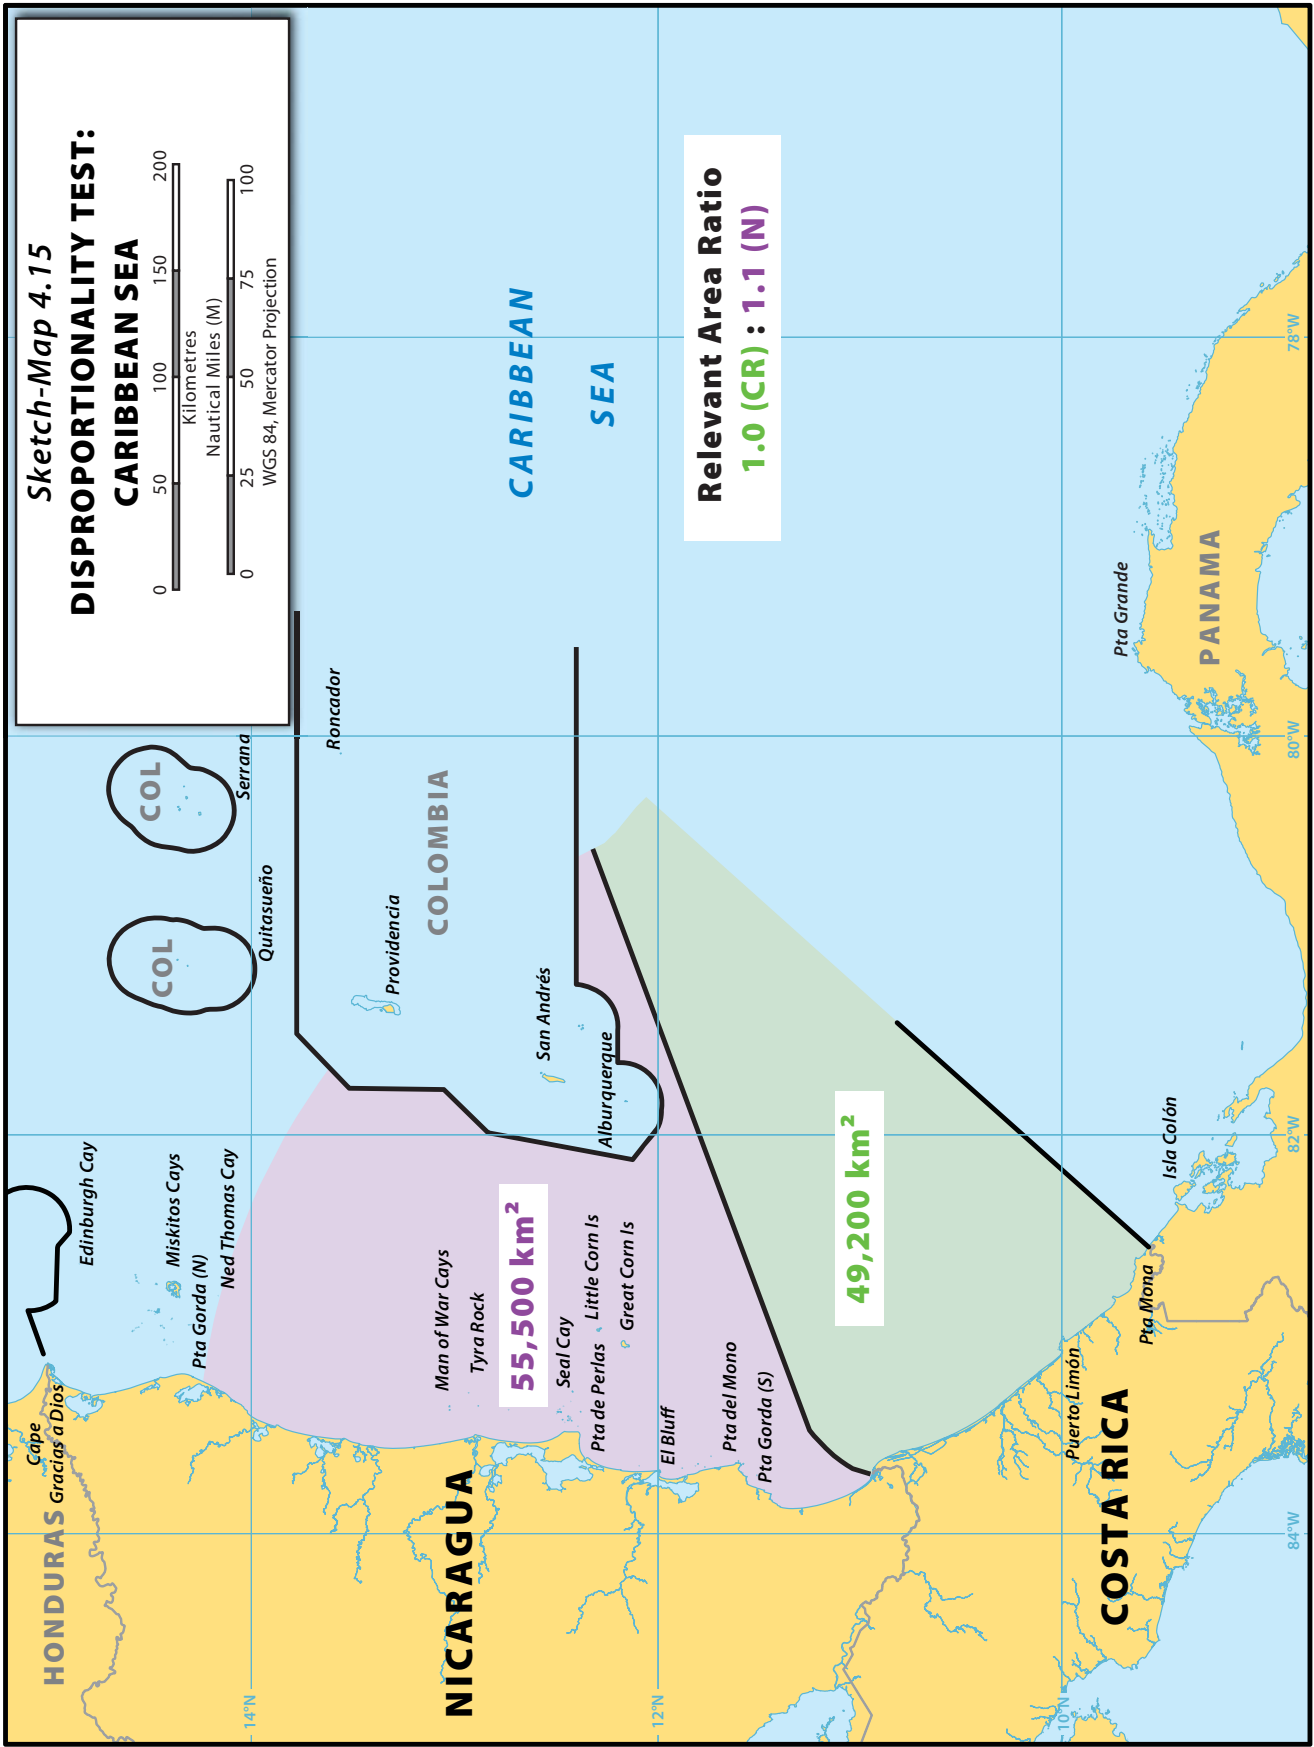 Sketch-Map 4.15
DISPROPORTIONALITY TEST:
CARIBBEAN SEA
0 50 100 150 200
Kilometres
Nautical Miles (M)
0 25 50 75 100
WGS 84, Mercator Projection
HONDURAS
Cape
Gracias a Dios
Edinburgh Cay
Miskitos Cays
Pta Gorda (N)
Ned Thomas Cay
COL
Quitasueño
COL
Serrana
14°N
Roncador
Providencia
COLOMBIA
NICARAGUA
Man of War Cays
Tyra Rock
55,500 km²
Seal Cay
San Andrés
CARIBBEAN
SEA
Pta de Perlas
Little Corn Is
Great Corn Is
Alburquerque
12°N
El Bluff
Pta del Mono
Pta Gorda (S)
Relevant Area Ratio
1.0 (CR) : 1.1 (N)
49,200 km²
10°N
Puerto Limón
COSTA RICA
Pta Mona
Isla Colón
Pta Grande
PANAMA
84°W
82°W
80°W
78°W